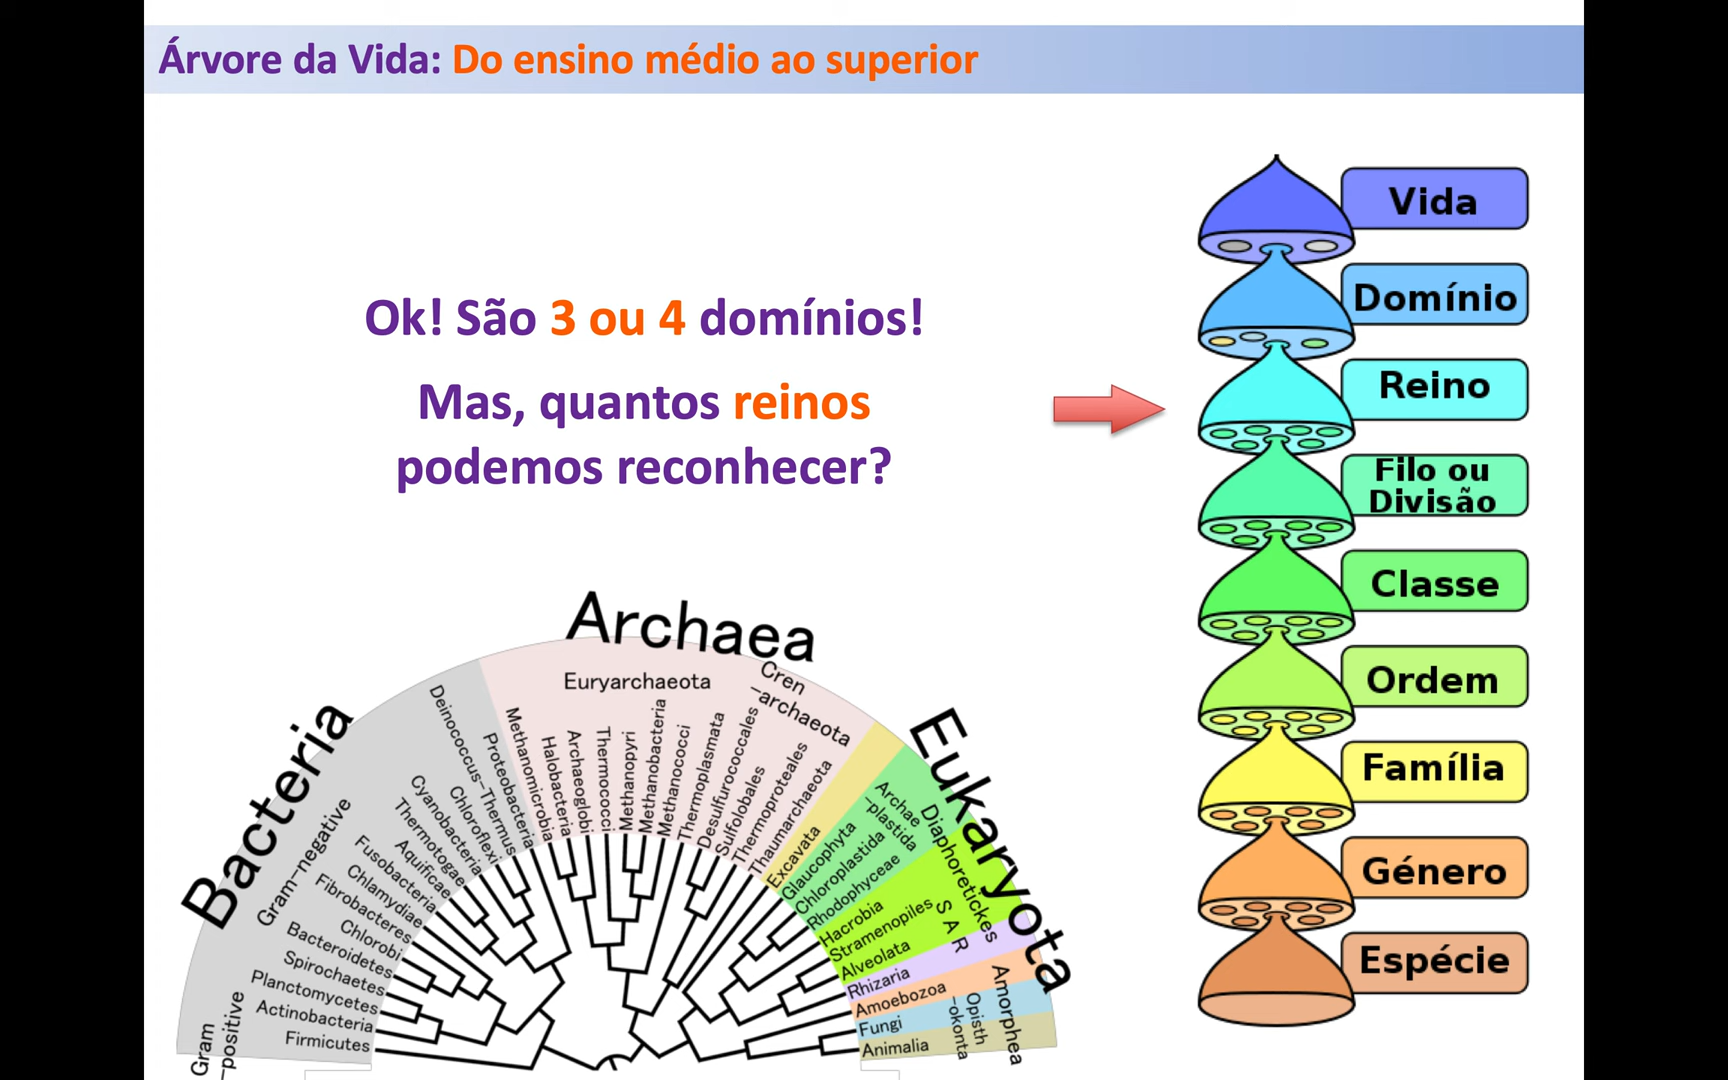 Árvore da Vida: Do ensino médio ao superior
Ok! São 3 ou 4 domínios!
Mas, quantos reinos
podemos reconhecer?
Vida
Domínio
Reino
Filo ou
Divisão
Classe
Ordem
Família
Género
Espécie
Bacteria
Archaea
Eukaryota
Gram
-positive
Gram-negative
Firmicutes
Actinobacteria
Planctomycetes
Spirochaetes
Bacteroidetes
Chlorobi
Fibrobacteres
Chlamydiae
Fusobacteria
Aquificae
Thermotogae
Cyanobacteria
Chloroflexi
Deinococcus-Thermus
Proteobacteria
Euryarchaeota
Methanomicrobia
Halobacteria
Archaeoglobi
Thermococci
Methanopyri
Methanobacteria
Methanococci
Thermoplasmata
Cren
-archaeota
Desulfurococcales
Sulfolobales
Thermoproteales
Thaumarchaeota
Excavata
Archae
-plastida
Glaucophyta
Chloroplastida
Rhodophyceae
Diaphoretickes
Hacrobia
Stramenopiles
Alveolata
Rhizaria
S A R
Amoebozoa
Fungi
Animalia
Opisth
-okonta
Amorphea